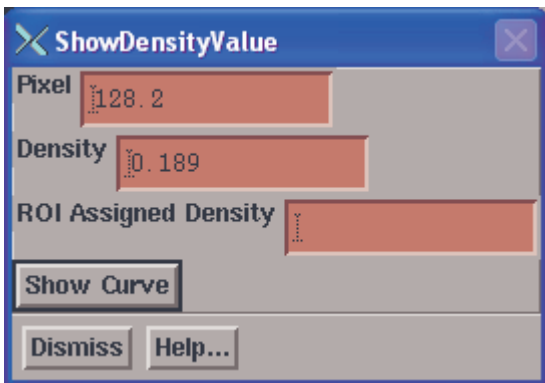 ShowDensityValue
Pixel 128.2
Density 0.189
ROI Assigned Density
Show Curve
Dismiss Help...